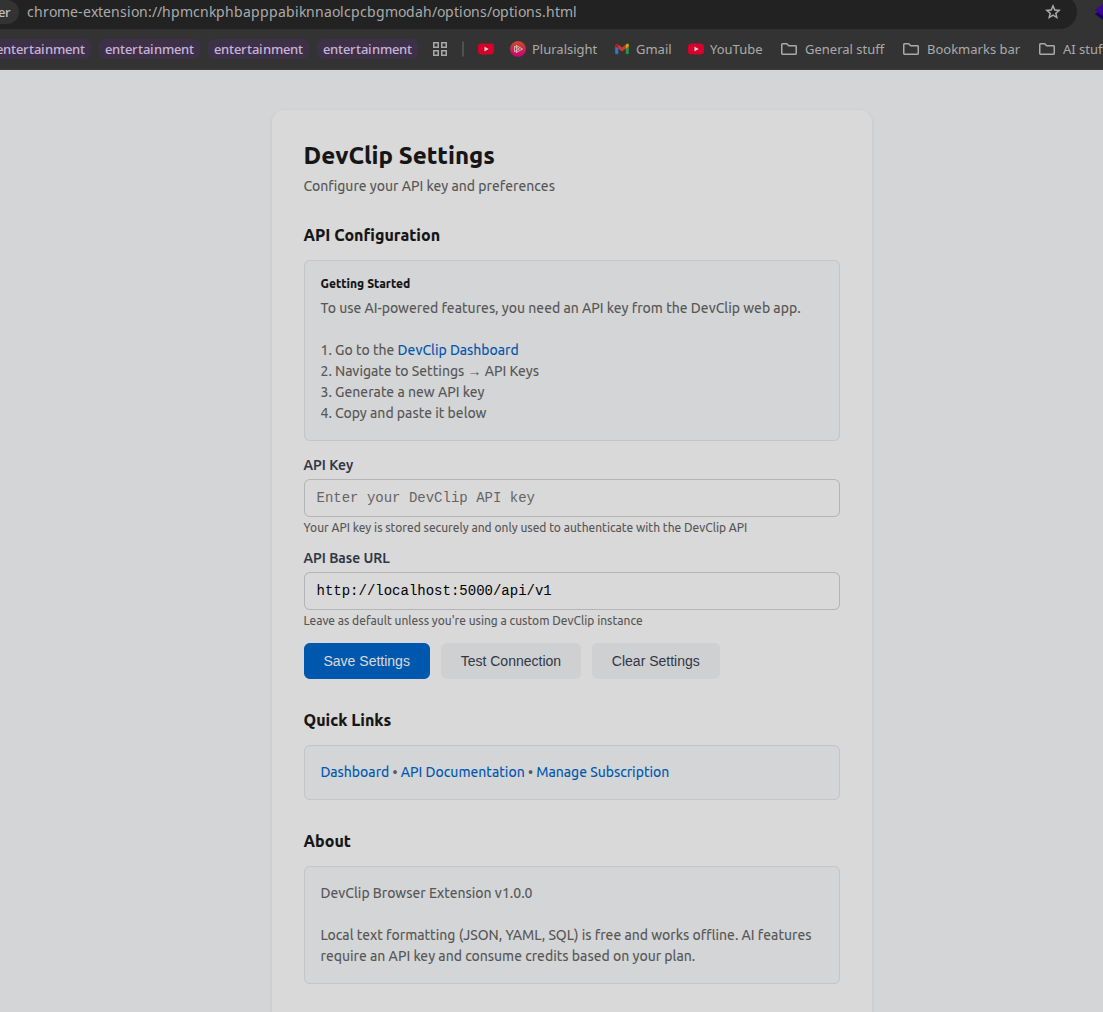 er chrome-extension://hpmcnkphbapppabiknnaolcpcbgmodah/options/options.html
entertainment entertainment entertainment entertainment Pluralsight Gmail YouTube General stuff Bookmarks bar AI stuf
DevClip Settings
Configure your API key and preferences
API Configuration
Getting Started
To use AI-powered features, you need an API key from the DevClip web app.
1. Go to the DevClip Dashboard
2. Navigate to Settings → API Keys
3. Generate a new API key
4. Copy and paste it below
API Key
Enter your DevClip API key
Your API key is stored securely and only used to authenticate with the DevClip API
API Base URL
http://localhost:5000/api/v1
Leave as default unless you're using a custom DevClip instance
Save Settings Test Connection Clear Settings
Quick Links
Dashboard • API Documentation • Manage Subscription
About
DevClip Browser Extension v1.0.0
Local text formatting (JSON, YAML, SQL) is free and works offline. AI features
require an API key and consume credits based on your plan.